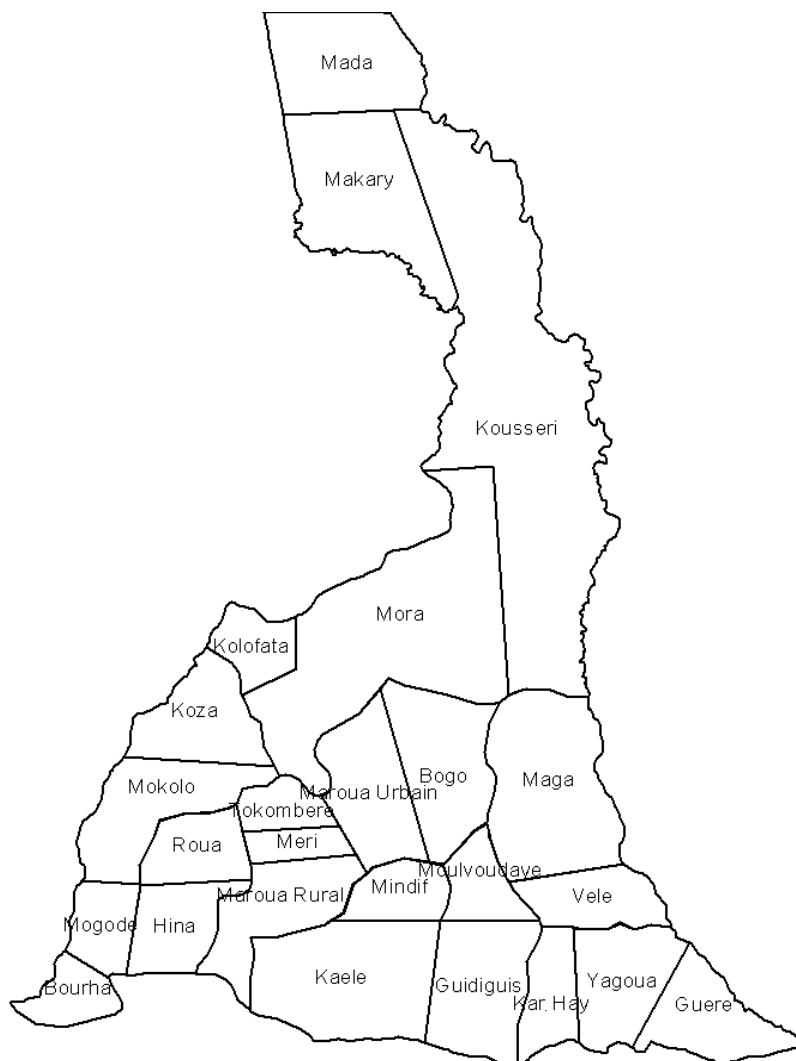 Mada
Makary
Kousseri
Mora
Kolofata
Koza
Mokolo
Maroua Urbain
Bogo
Maga
Tokombere
Roua
Meri
Moulvoudaye
Mindif
Maroua Rural
Vele
Mogode
Hina
Kaele
Guidiguis
Yagoua
Bourha
Kar. Hay
Guere